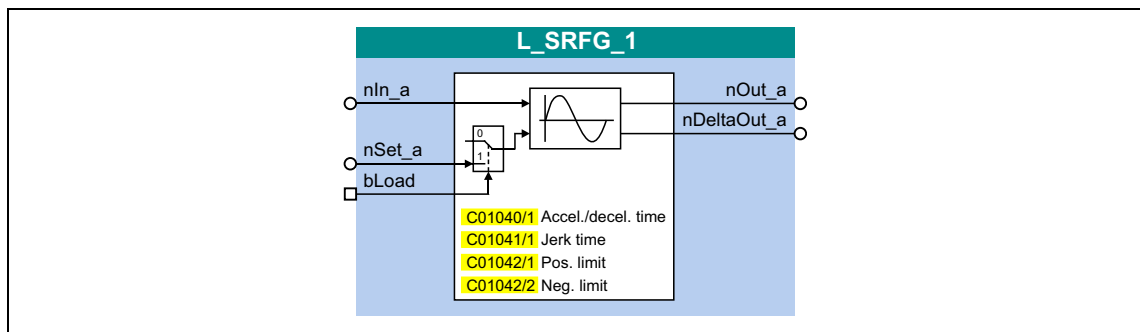 L_SRFG_1
nIn_a
nOut_a
nDeltaOut_a
0
nSet_a
1
bLoad
C01040/1 Accel./decel. time
C01041/1 Jerk time
C01042/1 Pos. limit
C01042/2 Neg. limit